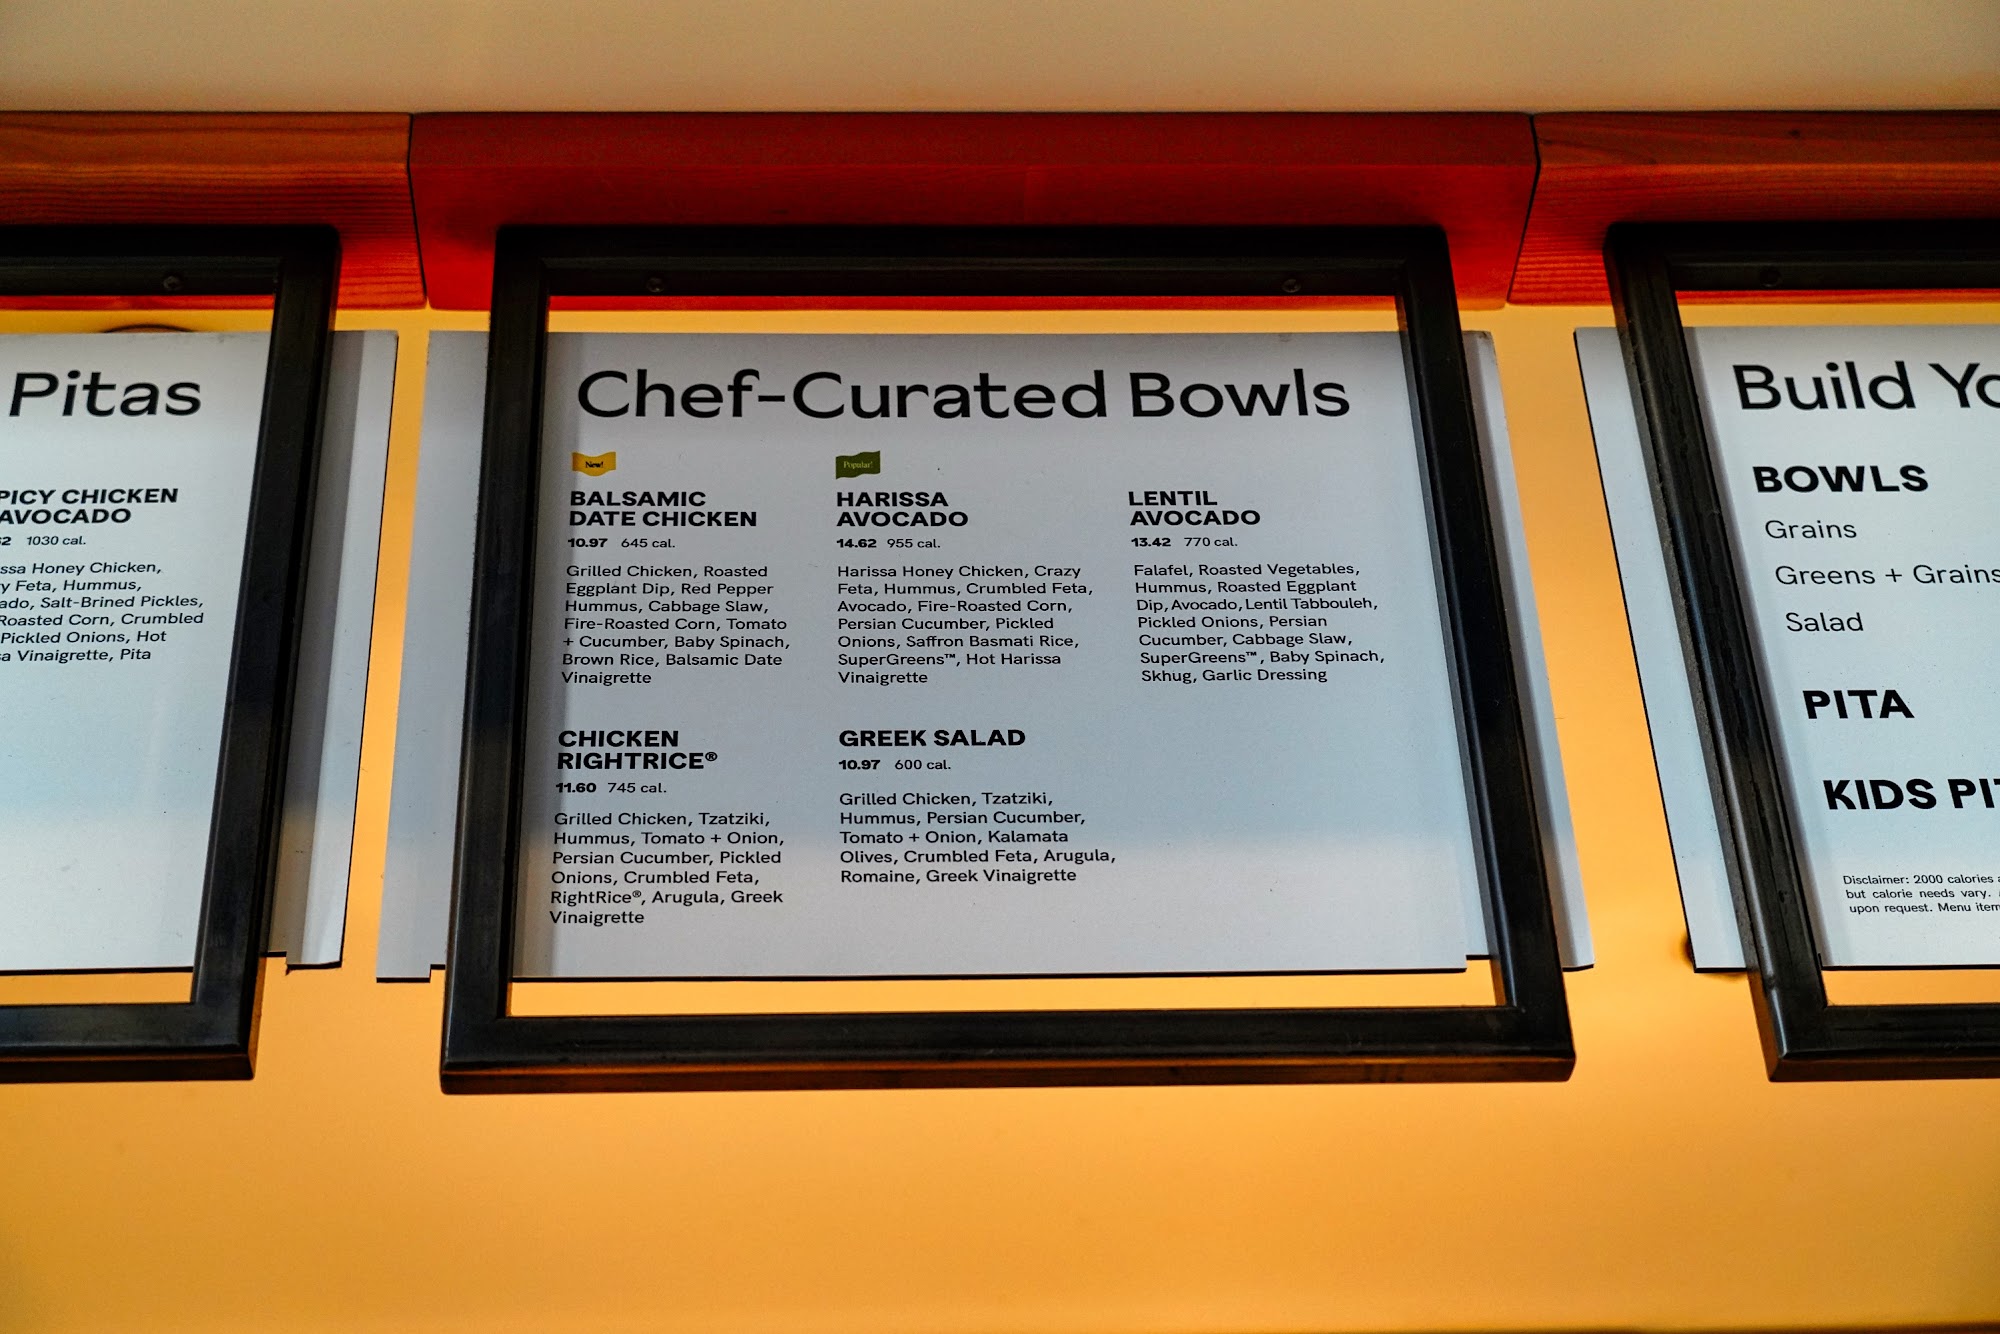 Pitas
AVOCADO
1030 cal.
Honey Chicken,
Feta, Hummus,
Salt-Brined Pickles,
Roasted Corn, Crumbled
Pickled Onions, Hot
Vinaigrette, Pita
Chef-Curated Bowls
New!
BALSAMIC
DATE CHICKEN
10.97 645 cal.
Grilled Chicken, Roasted
Eggplant Dip, Red Pepper
Hummus, Cabbage Slaw,
Fire-Roasted Corn, Tomato
+ Cucumber, Baby Spinach,
Brown Rice, Balsamic Date
Vinaigrette
Popular!
HARISSA
AVOCADO
14.62 955 cal.
Harissa Honey Chicken, Crazy
Feta, Hummus, Crumbled Feta,
Avocado, Fire-Roasted Corn,
Persian Cucumber, Pickled
Onions, Saffron Basmati Rice,
SuperGreens™, Hot Harissa
Vinaigrette
LENTIL
AVOCADO
13.42 770 cal.
Falafel, Roasted Vegetables,
Hummus, Roasted Eggplant
Dip, Avocado, Lentil Tabbouleh,
Pickled Onions, Persian
Cucumber, Cabbage Slaw,
SuperGreens™, Baby Spinach,
Skhug, Garlic Dressing
CHICKEN
RIGHTRICE®
11.60 745 cal.
Grilled Chicken, Tzatziki,
Hummus, Tomato + Onion,
Persian Cucumber, Pickled
Onions, Crumbled Feta,
RightRice®, Arugula, Greek
Vinaigrette
GREEK SALAD
10.97 600 cal.
Grilled Chicken, Tzatziki,
Hummus, Persian Cucumber,
Tomato + Onion, Kalamata
Olives, Crumbled Feta, Arugula,
Romaine, Greek Vinaigrette
Build
BOWLS
Grains
Greens + Grains
Salad
PITA
KIDS
Disclaimer: 2000 calories
but calorie needs vary.
upon request. Menu